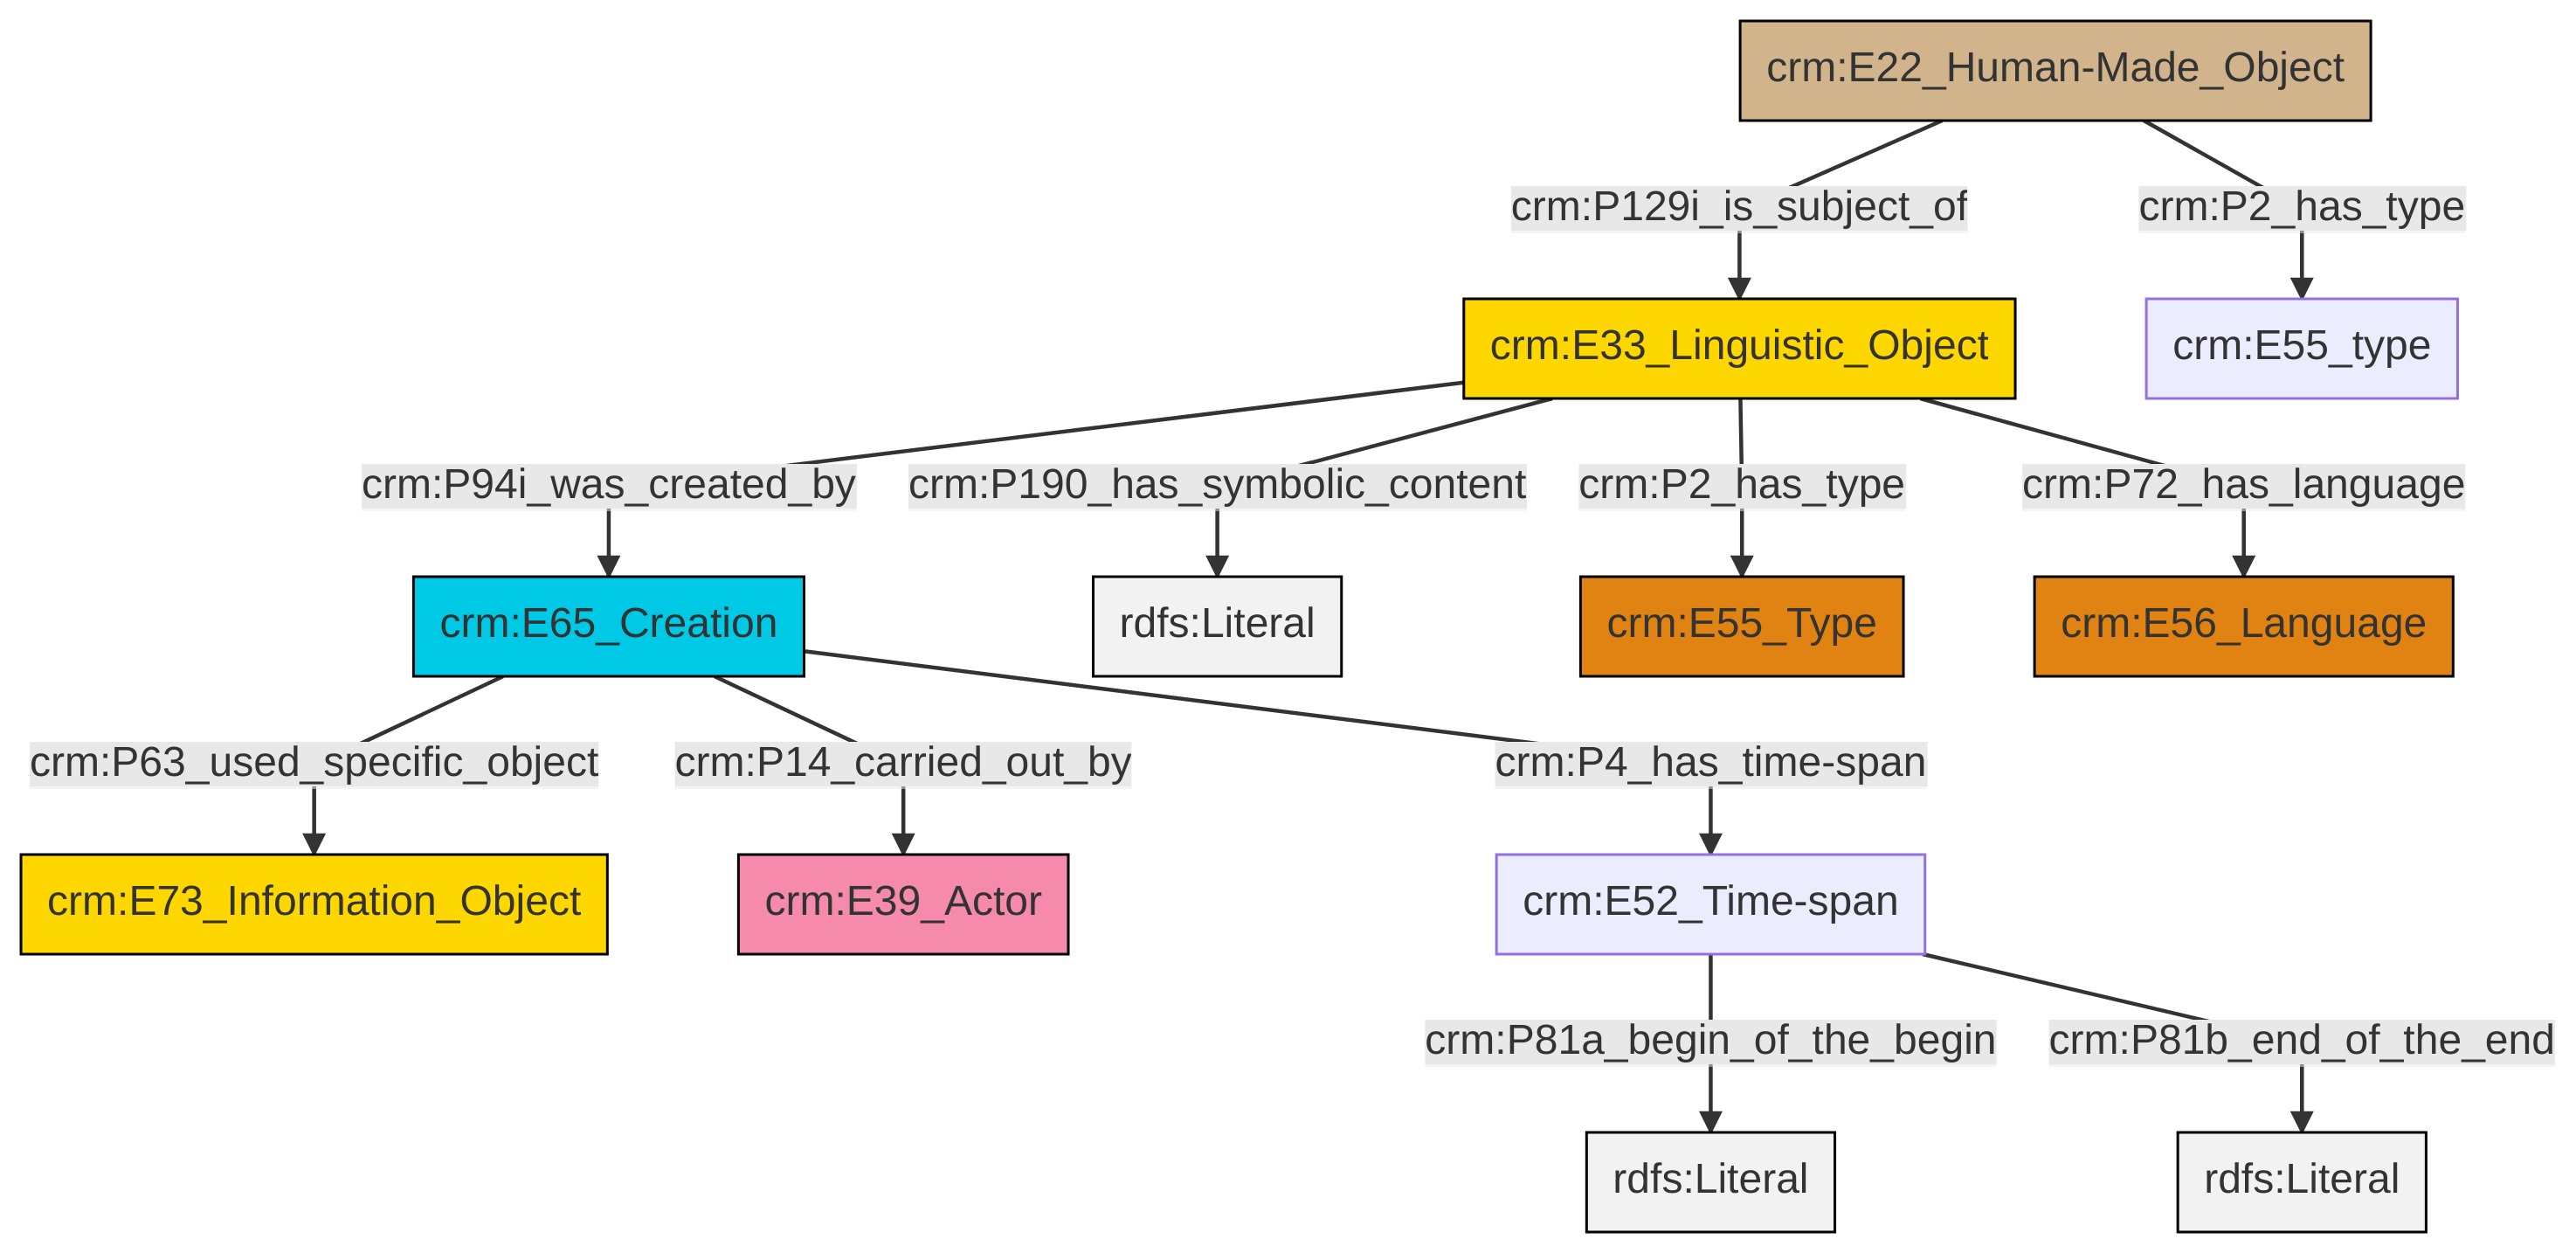 crm:E22_Human-Made_Object
crm:P129i_is_subject_of
crm:P2_has_type
crm:E33_Linguistic_Object
crm:E55_type
crm:P94i_was_created_by
crm:P190_has_symbolic_content
crm:P2_has_type
crm:P72_has_language
crm:E65_Creation
rdfs:Literal
crm:E55_Type
crm:E56_Language
crm:P63_used_specific_object
crm:P14_carried_out_by
crm:P4_has_time-span
crm:E73_Information_Object
crm:E39_Actor
crm:E52_Time-span
crm:P81a_begin_of_the_begin
crm:P81b_end_of_the_end
rdfs:Literal
rdfs:Literal